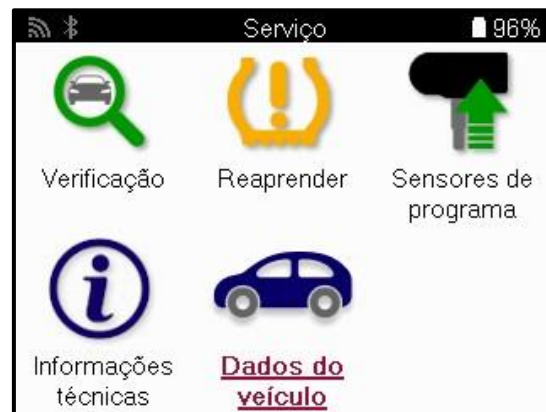 Serviço 96%
Verificação Reaprender Sensores de
programa
Informações Dados do
técnicas veículo